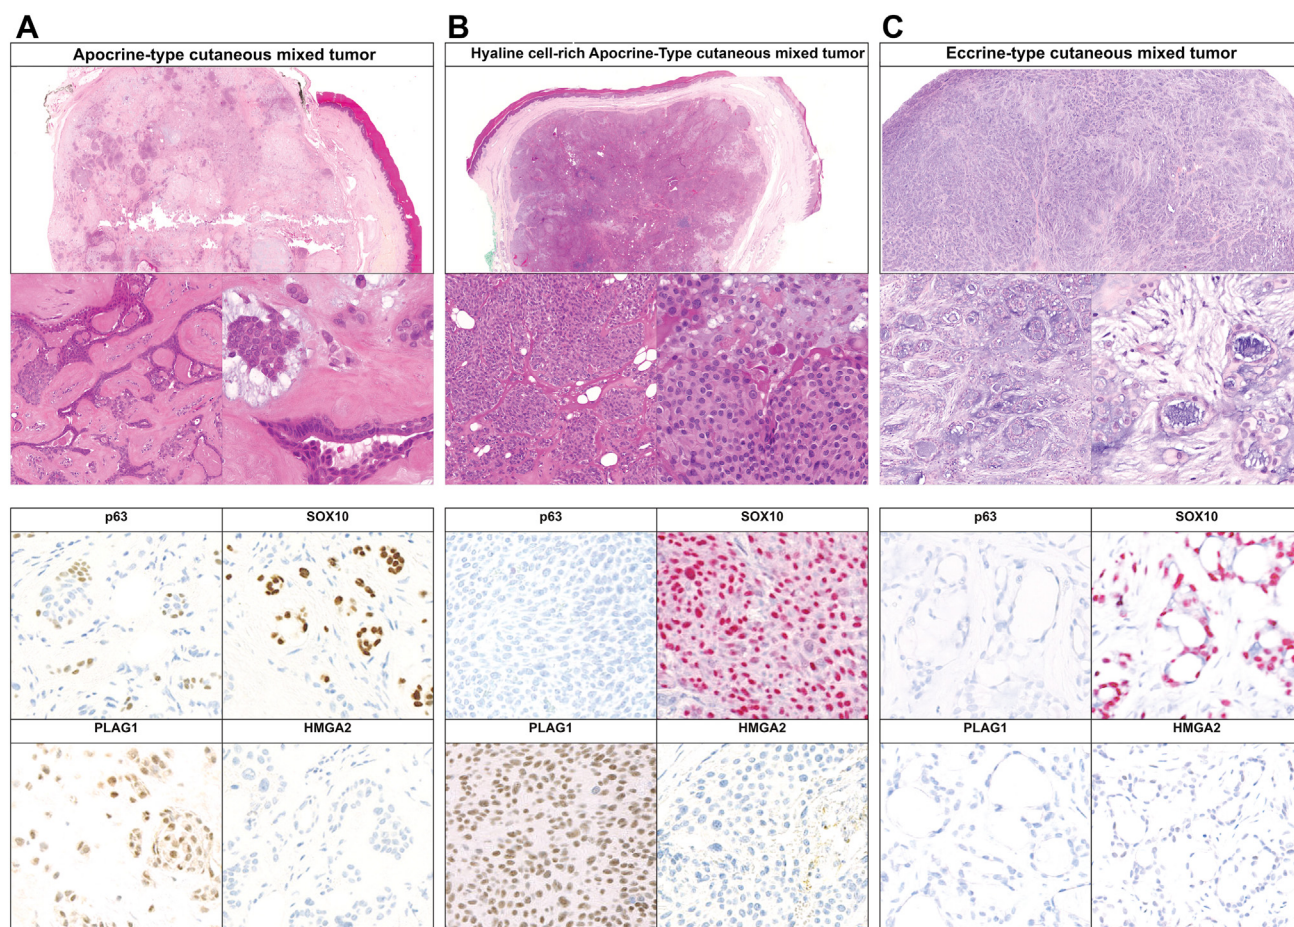 A
B
C
Apocrine-type cutaneous mixed tumor
Hyaline cell-rich Apocrine-Type cutaneous mixed tumor
Eccrine-type cutaneous mixed tumor
p63
SOX10
p63
SOX10
p63
SOX10
PLAG1
HMGA2
PLAG1
HMGA2
PLAG1
HMGA2